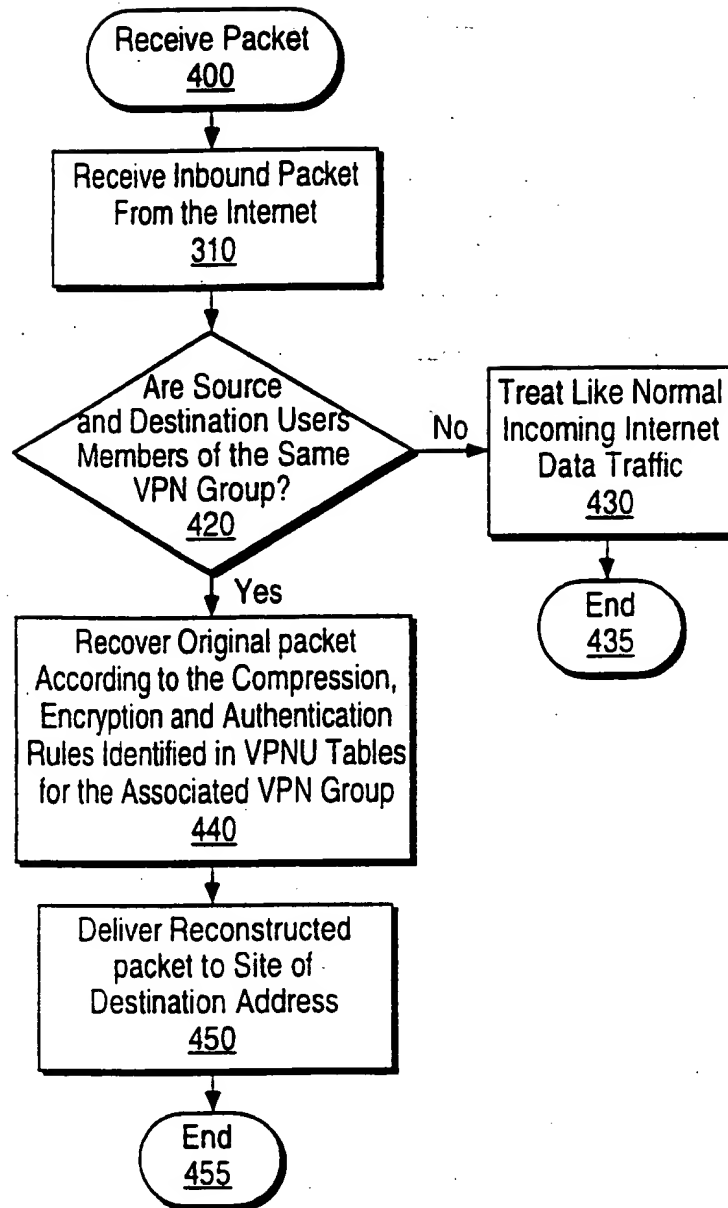 Receive Packet
400
Receive Inbound Packet
From the Internet
310
Are Source
and Destination Users
Members of the Same
VPN Group?
420
No
Treat Like Normal
Incoming Internet
Data Traffic
430
End
435
Yes
Recover Original packet
According to the Compression,
Encryption and Authentication
Rules Identified in VPNU Tables
for the Associated VPN Group
440
Deliver Reconstructed
packet to Site of
Destination Address
450
End
455